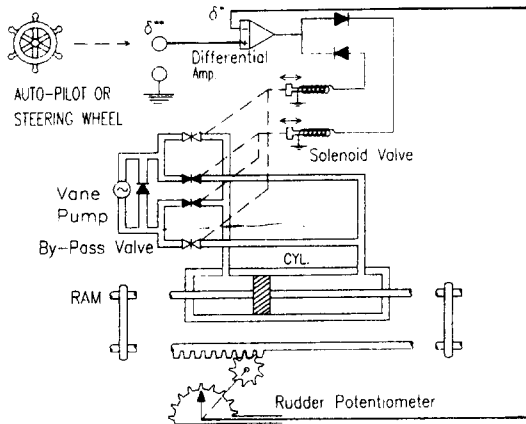 δ*
δ**
Differential
Amp.
AUTO-PILOT OR
STEERING WHEEL
Solenoid Valve
Vane
Pump
By-Pass Valve
CYL.
RAM
Rudder Potentiometer